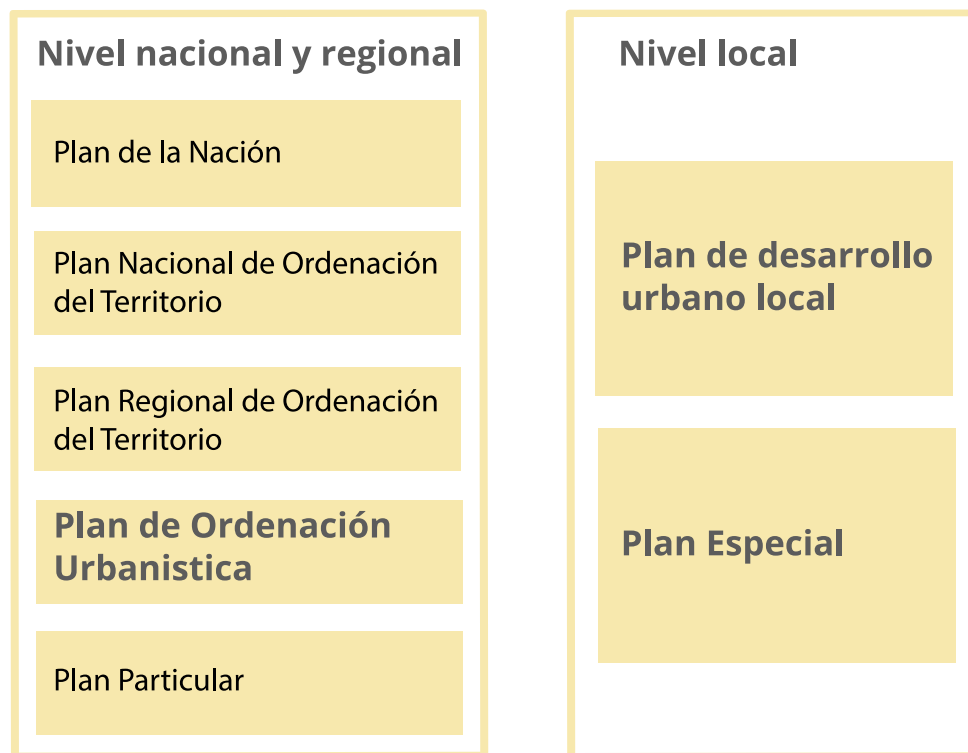 Nivel nacional y regional
Plan de la Nación
Plan Nacional de Ordenación
del Territorio
Plan Regional de Ordenación
del Territorio
Plan de Ordenación
Urbanistica
Plan Particular
Nivel local
Plan de desarrollo
urbano local
Plan Especial